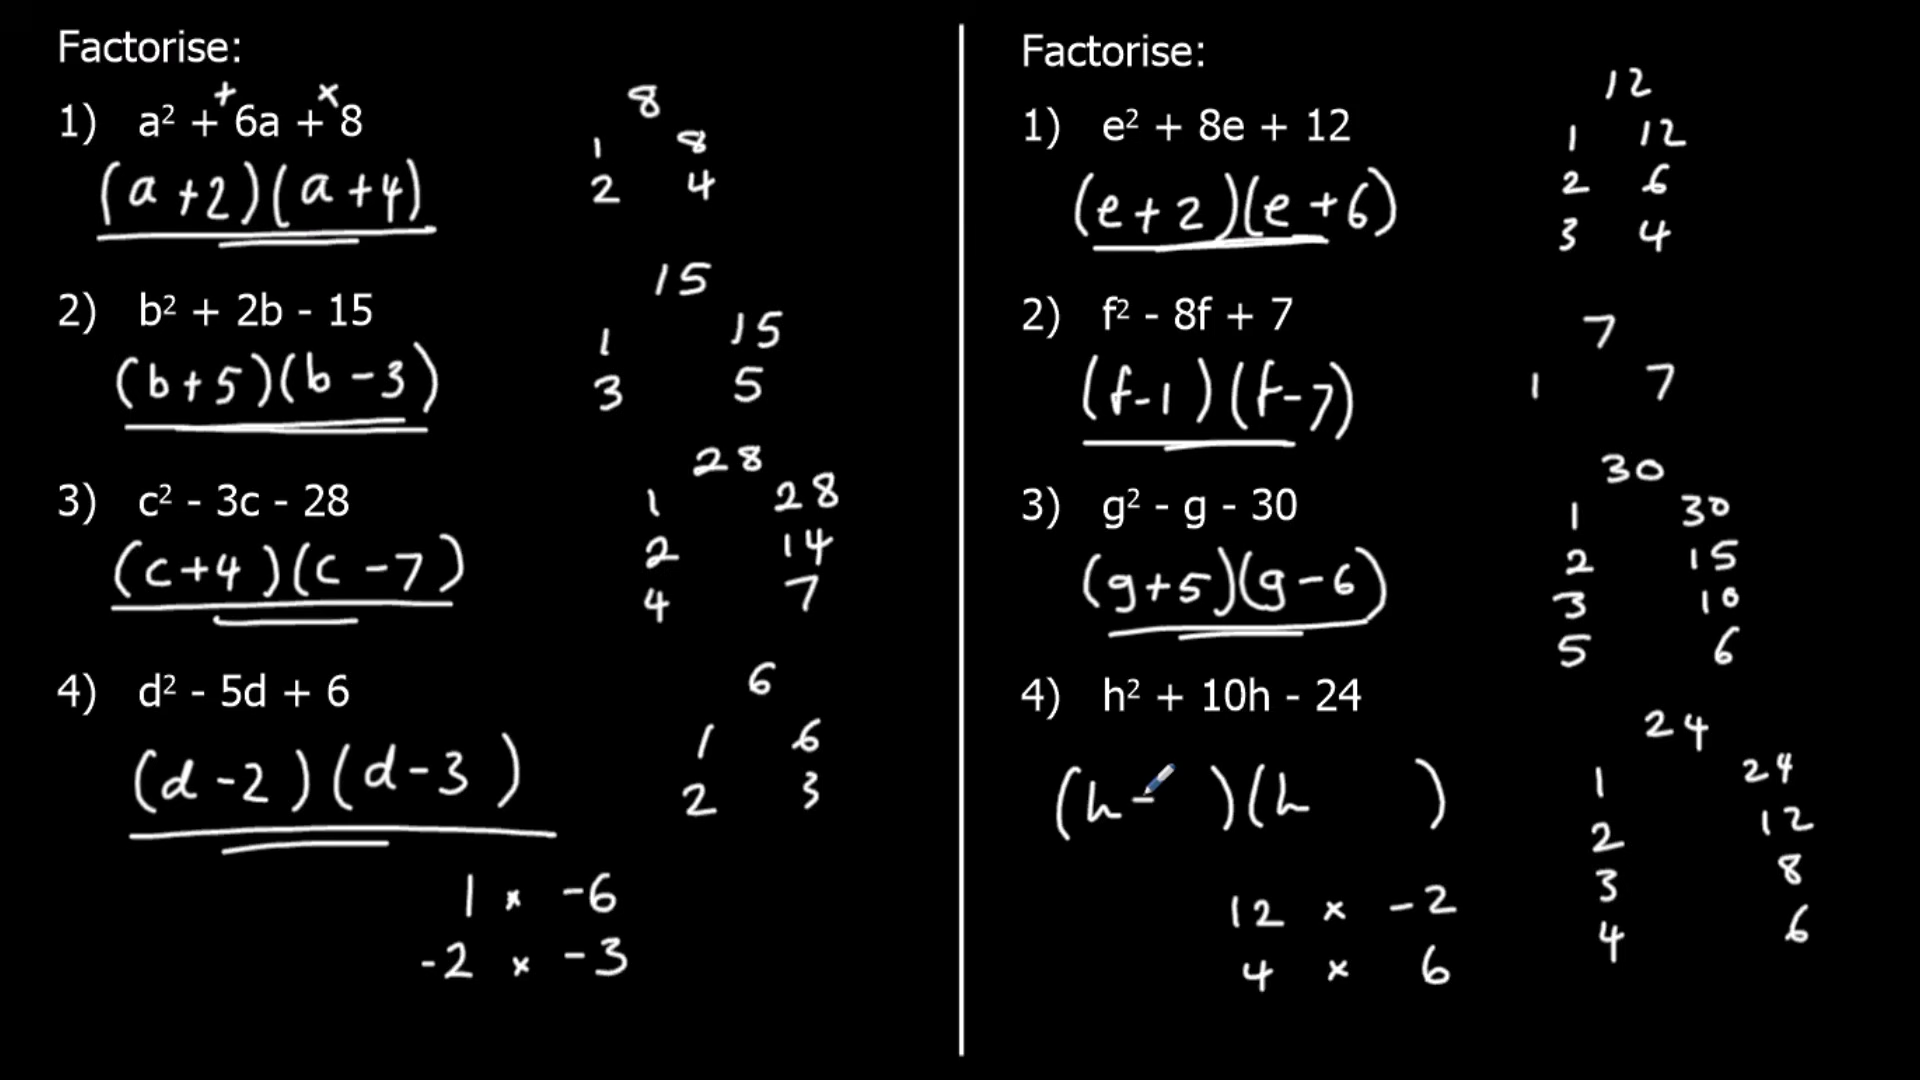 Factorise:
+ x
1) a² + 6a + 8
(a+2)(a+4)
8
1 8
2 4
2) b² + 2b - 15
(b+5)(b-3)
15
1 15
3 5
3) c² - 3c - 28
(c+4)(c-7)
28
1 28
2 14
4 7
4) d² - 5d + 6
(d-2)(d-3)
6
1 6
2 3
1 x -6
-2 x -3
Factorise:
1) e² + 8e + 12
(e+2)(e+6)
12
1 12
2 6
3 4
2) f² - 8f + 7
(f-1)(f-7)
7
1 7
3) g² - g - 30
(g+5)(g-6)
30
1 30
2 15
3 10
5 6
4) h² + 10h - 24
(h- )(h )
24
1 24
2 12
3 8
4 6
12 x -2
4 x 6